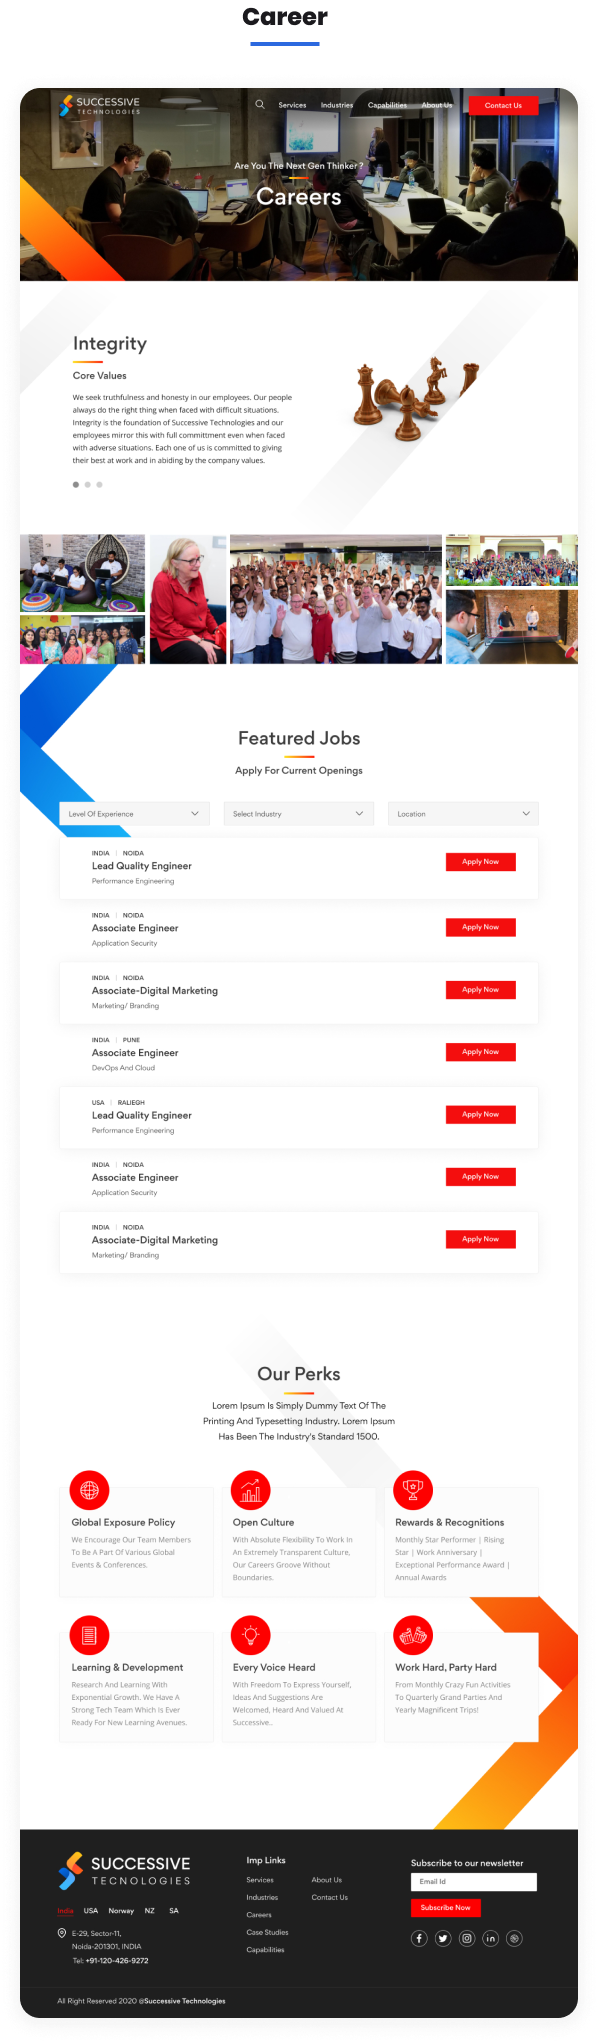 Career
SUCCESSIVE
TECHNOLOGIES
Services
Industries
Capabilities
About Us
Contact Us
Are You The Next Gen Thinker ?
Careers
Integrity
Core Values
We seek truthfulness and honesty in our employees. Our people
always do the right thing when faced with difficult situations.
Integrity is the foundation of Successive Technologies and our
employees mirror this with full committment even when faced
with adverse situations. Each one of us is committed to giving
their best at work and in abiding by the company values.
Featured Jobs
Apply For Current Openings
Level Of Experience
Select Industry
Location
INDIA | NOIDA
Lead Quality Engineer
Performance Engineering
Apply Now
INDIA | NOIDA
Associate Engineer
Application Security
Apply Now
INDIA | NOIDA
Associate-Digital Marketing
Marketing/ Branding
Apply Now
INDIA | PUNE
Associate Engineer
DevOps And Cloud
Apply Now
USA | RALIEGH
Lead Quality Engineer
Performance Engineering
Apply Now
INDIA | NOIDA
Associate Engineer
Application Security
Apply Now
INDIA | NOIDA
Associate-Digital Marketing
Marketing/ Branding
Apply Now
Our Perks
Lorem Ipsum Is Simply Dummy Text Of The
Printing And Typesetting Industry. Lorem Ipsum
Has Been The Industry's Standard 1500.
Global Exposure Policy
We Encourage Our Team Members
To Be A Part Of Various Global
Events & Conferences.
Open Culture
With Absolute Flexibility To Work In
An Extremely Transparent Culture,
Our Careers Groove Without
Boundaries.
Rewards & Recognitions
Monthly Star Performer | Rising
Star | Work Anniversary |
Exceptional Performance Award |
Annual Awards
Learning & Development
Research And Learning With
Exponential Growth. We Have A
Strong Tech Team Which Is Ever
Ready For New Learning Avenues.
Every Voice Heard
With Freedom To Express Yourself,
Ideas And Suggestions Are
Welcomed, Heard And Valued At
Successive..
Work Hard, Party Hard
From Monthly Crazy Fun Activities
To Quarterly Grand Parties And
Yearly Magnificent Trips!
SUCCESSIVE
TECNOLOGIES
India USA Norway NZ SA
E-29, Sector-11,
Noida-201301, INDIA
Tel: +91-120-426-9272
Imp Links
Services
About Us
Industries
Contact Us
Careers
Case Studies
Capabilities
Subscribe to our newsletter
Email Id
Subscribe Now
All Right Reserved 2020 @Successive Technologies